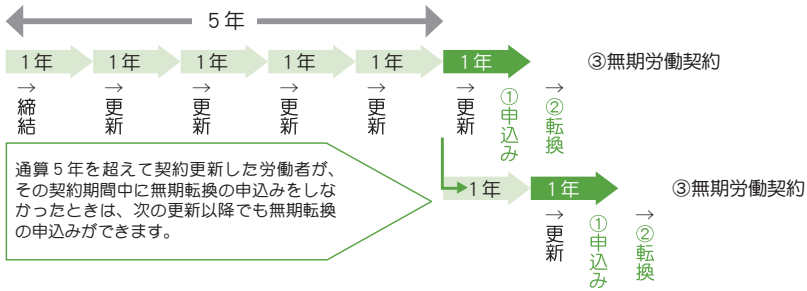 5年
1年 1年 1年 1年 1年 1年 ③無期労働契約
→締結 →更新 →更新 →更新 →更新 →更新 ①申込み →②転換
通算5年を超えて契約更新した労働者が、
その契約期間中に無期転換の申込みをしな
かったときは、次の更新以降でも無期転換
の申込みができます。
1年 1年 ③無期労働契約
→更新 ①申込み →②転換